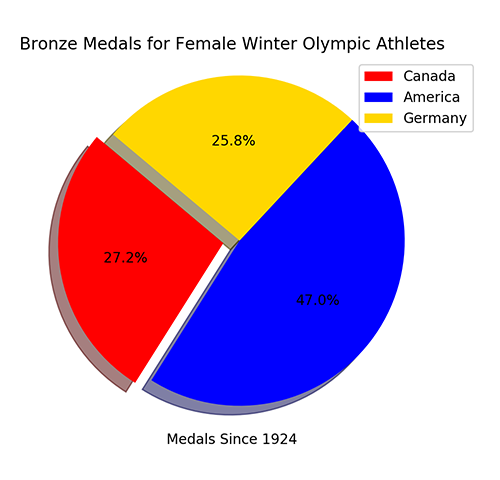 Bronze Medals for Female Winter Olympic Athletes
Canada
America
Germany
25.8%
27.2%
47.0%
Medals Since 1924